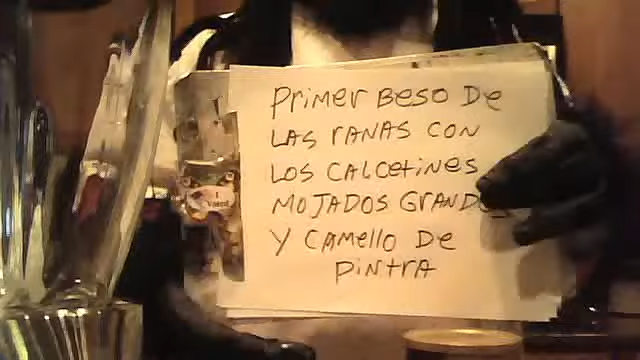 PrImer BESO DE
LAS rANAS CON
LOS CALCETINES
MOJADOS GRANDES
Y CAMELLO DE
PINTRA